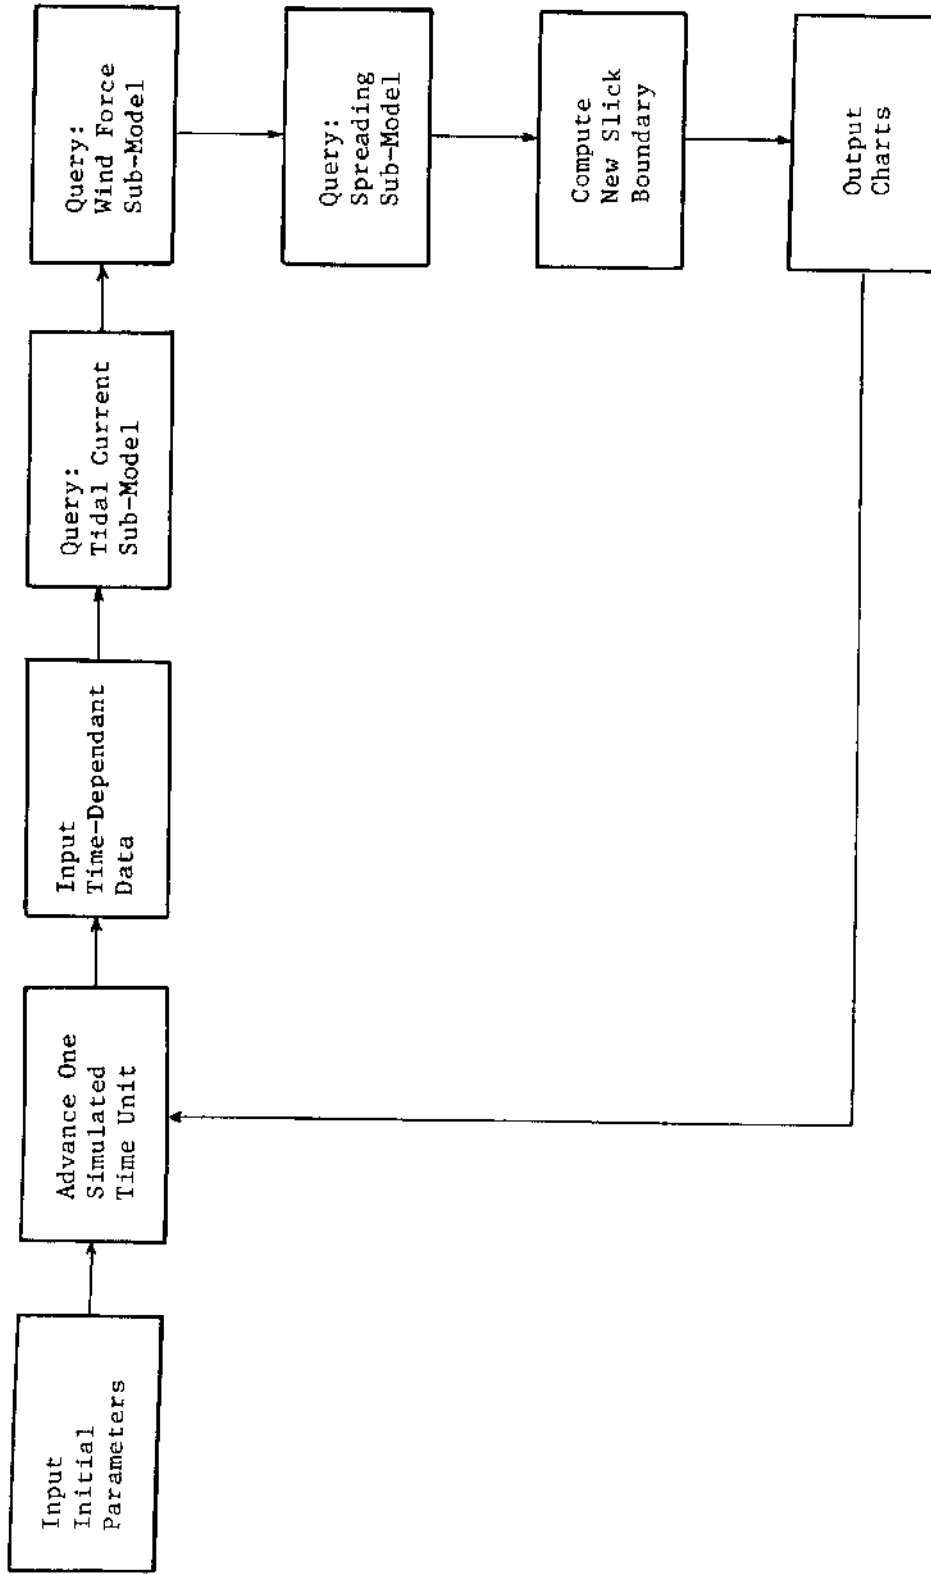 Input
Initial
Parameters
Advance One
Simulated
Time Unit
Input
Time-Dependant
Data
Query:
Tidal Current
Sub-Model
Query:
Wind Force
Sub-Model
Query:
Spreading
Sub-Model
Compute
New Slick
Boundary
Output
Charts